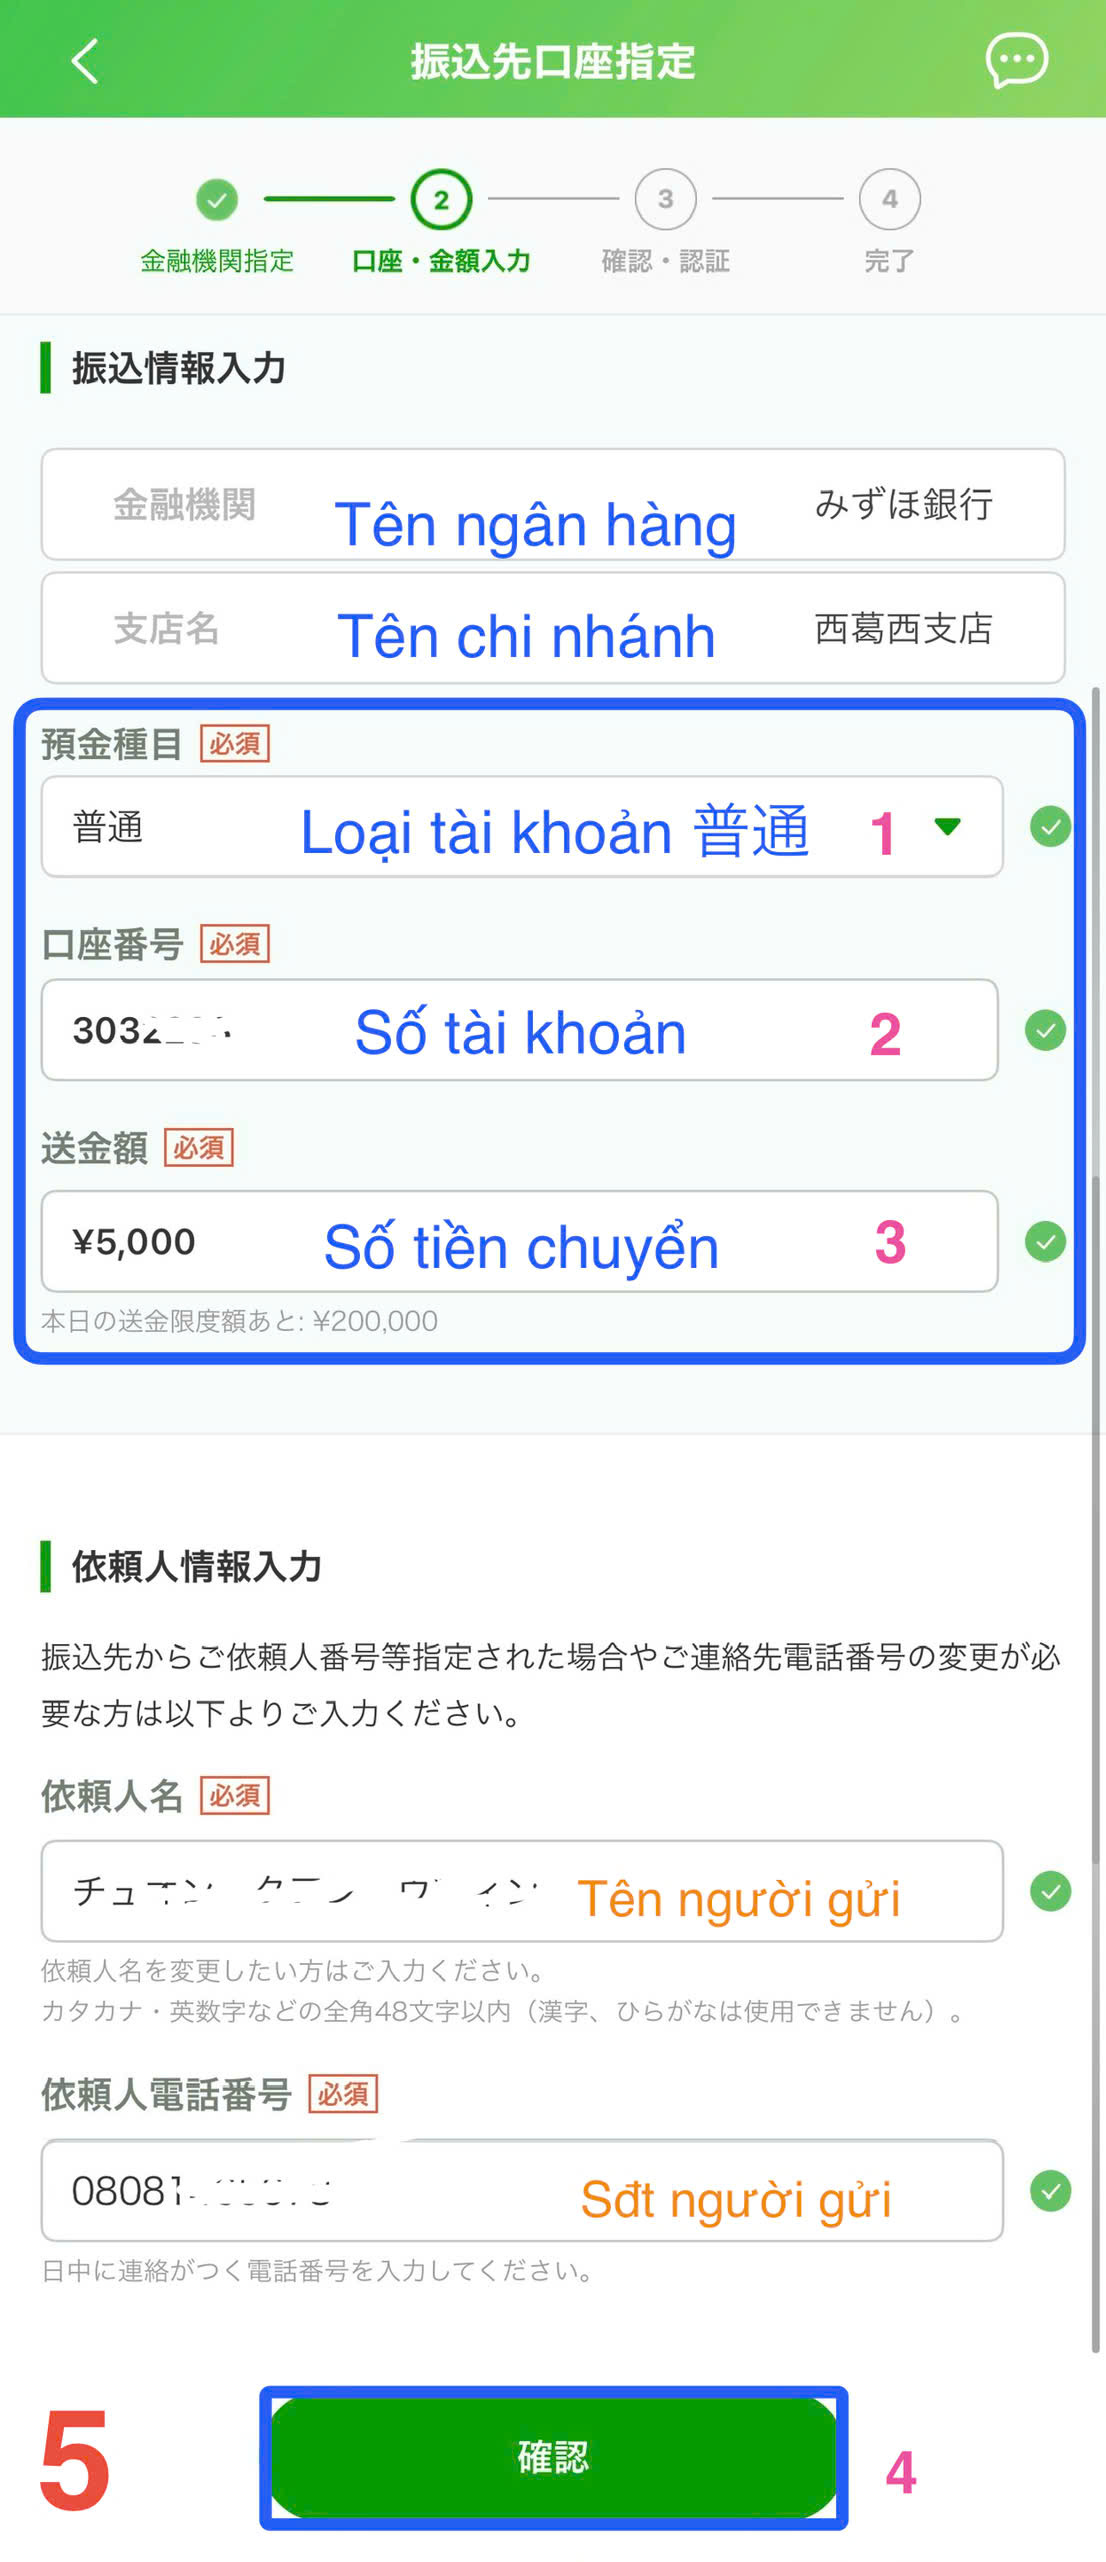 振込先口座指定
2 3 4
金融機関指定 口座・金額入力 確認・認証 完了
振込情報入力
金融機関 Tên ngân hàng みずほ銀行
支店名 Tên chi nhánh 西葛西支店
預金種目 必須
普通 Loại tài khoản 普通 1
口座番号 必須
303 Số tài khoản 2
送金額 必須
¥5,000 Số tiền chuyển 3
本日の送金限度額あと: ¥200,000
依頼人情報入力
振込先からご依頼人番号等指定された場合やご連絡先電話番号の変更が必
要な方は以下よりご入力ください。
依頼人名 必須
チュ Tên người gửi
依頼人名を変更したい方はご入力ください。
カタカナ・英数字などの全角48文字以内（漢字、ひらがなは使用できません）。
依頼人電話番号 必須
0808 Sđt người gửi
日中に連絡がつく電話番号を入力してください。
5 確認 4